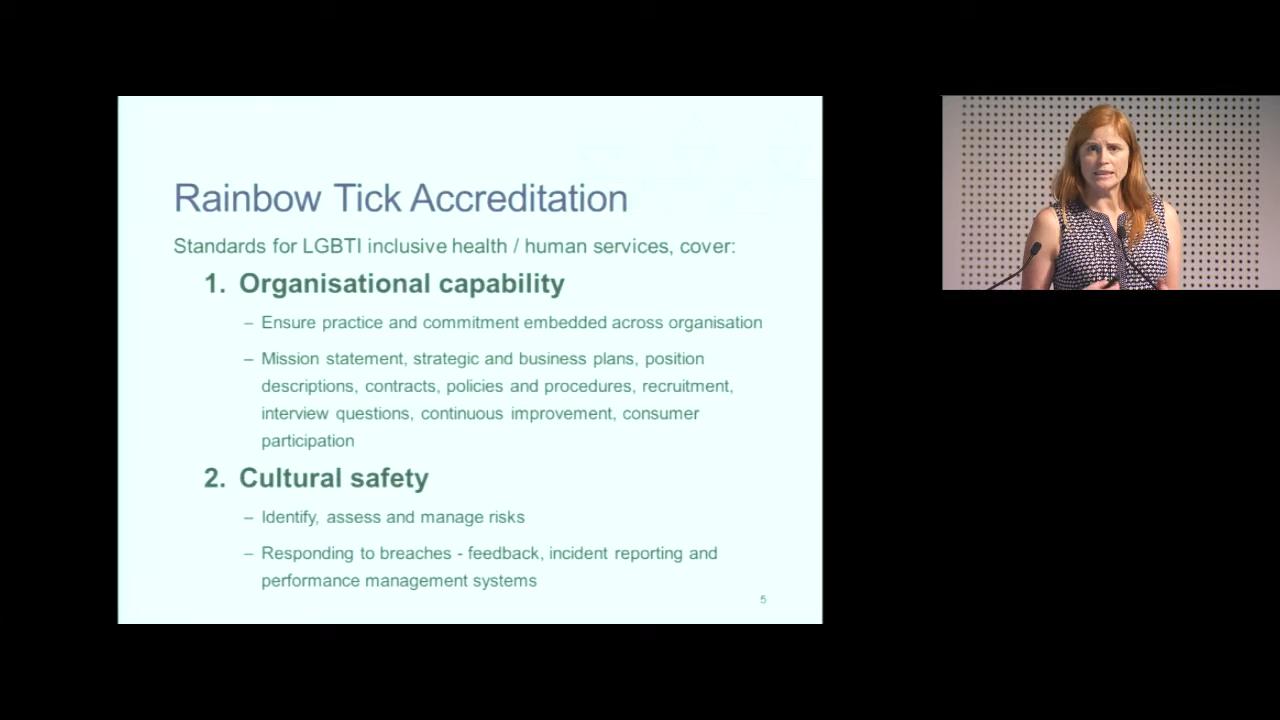 Rainbow Tick Accreditation
Standards for LGBTI inclusive health / human services, cover:
1. Organisational capability
– Ensure practice and commitment embedded across organisation
– Mission statement, strategic and business plans, position
descriptions, contracts, policies and procedures, recruitment,
interview questions, continuous improvement, consumer
participation
2. Cultural safety
– Identify, assess and manage risks
– Responding to breaches - feedback, incident reporting and
performance management systems
5